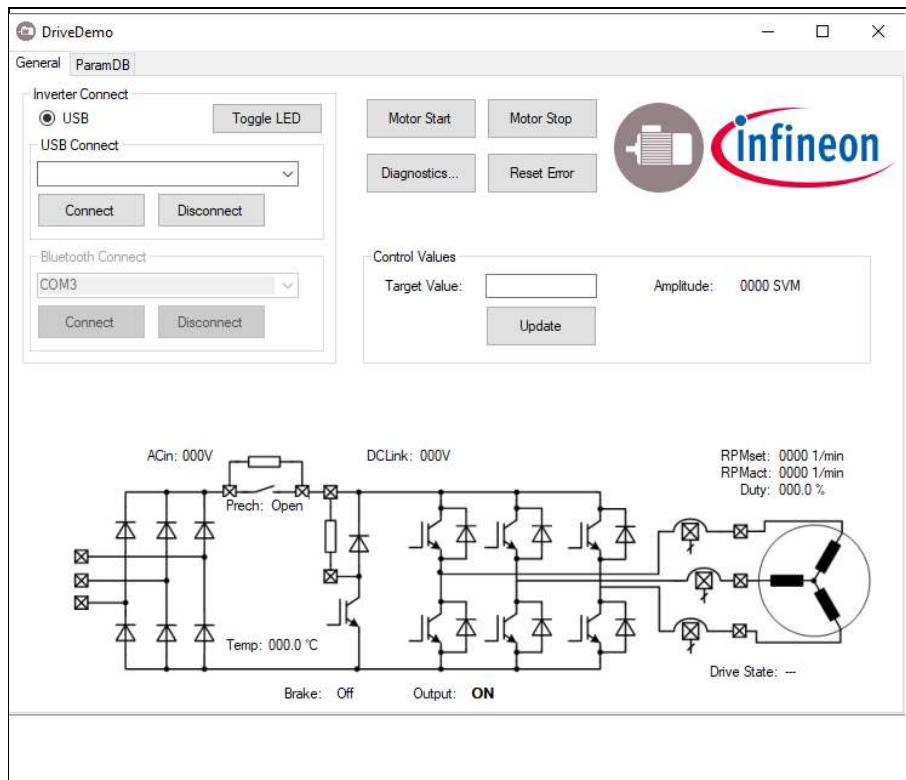 DriveDemo
General ParamDB
Inverter Connect
USB Toggle LED
USB Connect
Connect Disconnect
Bluetooth Connect
COM3
Connect Disconnect
Motor Start Motor Stop
Diagnostics... Reset Error
infineon
Control Values
Target Value: Amplitude: 0000 SVM
Update
ACin: 000V DCLink: 000V
RPMset: 0000 1/min
RPMact: 0000 1/min
Duty: 000.0 %
Prech: Open
Temp: 000.0 °C
Drive State: ---
Brake: Off Output: ON